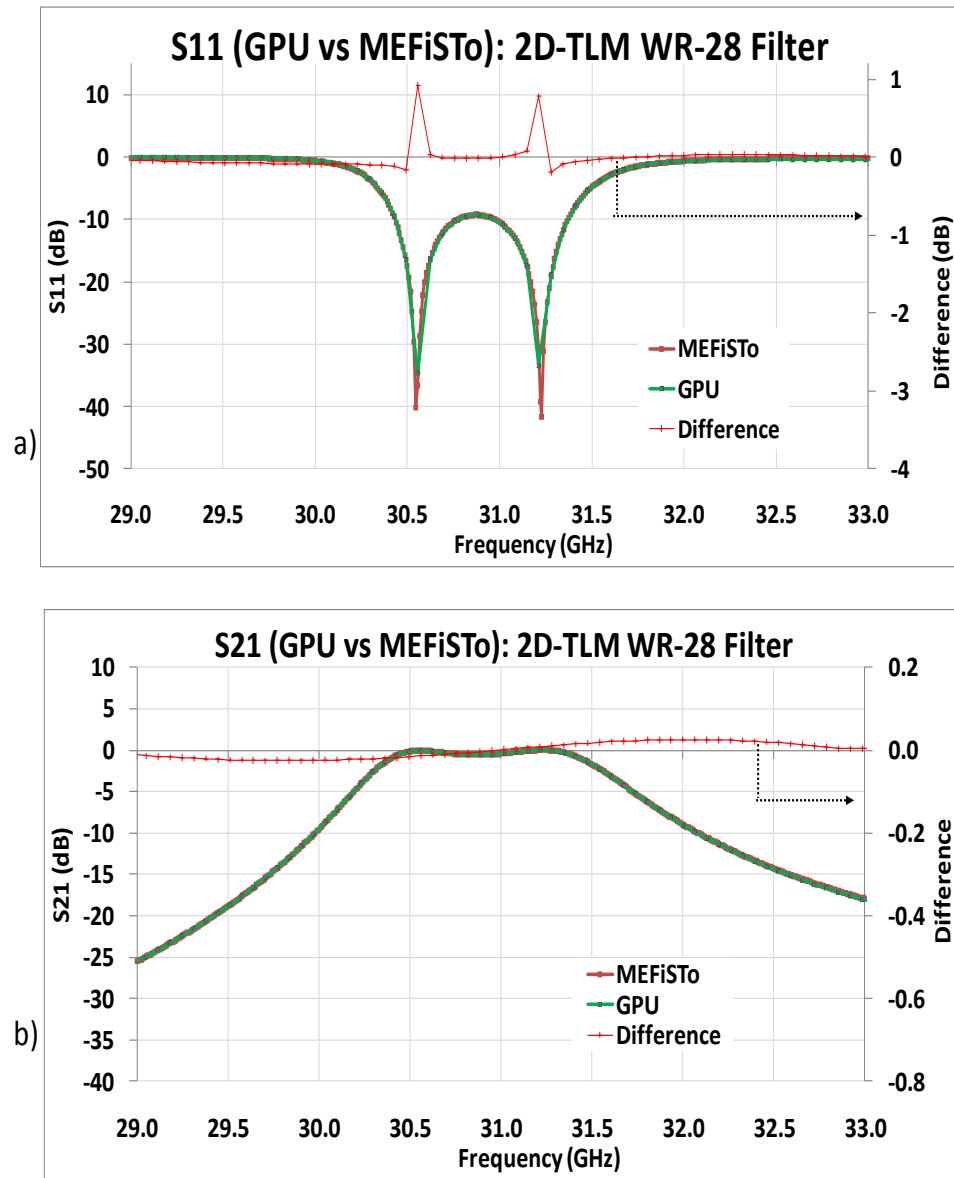 S11 (GPU vs MEFiSTo): 2D-TLM WR-28 Filter
10
0
-10
-20
-30
-40
-50
S11 (dB)
1
0
-1
-2
-3
-4
Difference (dB)
MEFiSTo
GPU
Difference
a)
29.0 29.5 30.0 30.5 31.0 31.5 32.0 32.5 33.0
Frequency (GHz)
S21 (GPU vs MEFiSTo): 2D-TLM WR-28 Filter
10
5
0
-5
-10
-15
-20
-25
-30
-35
-40
S21 (dB)
0.2
0.0
-0.2
-0.4
-0.6
-0.8
Difference
MEFiSTo
GPU
Difference
b)
29.0 29.5 30.0 30.5 31.0 31.5 32.0 32.5 33.0
Frequency (GHz)